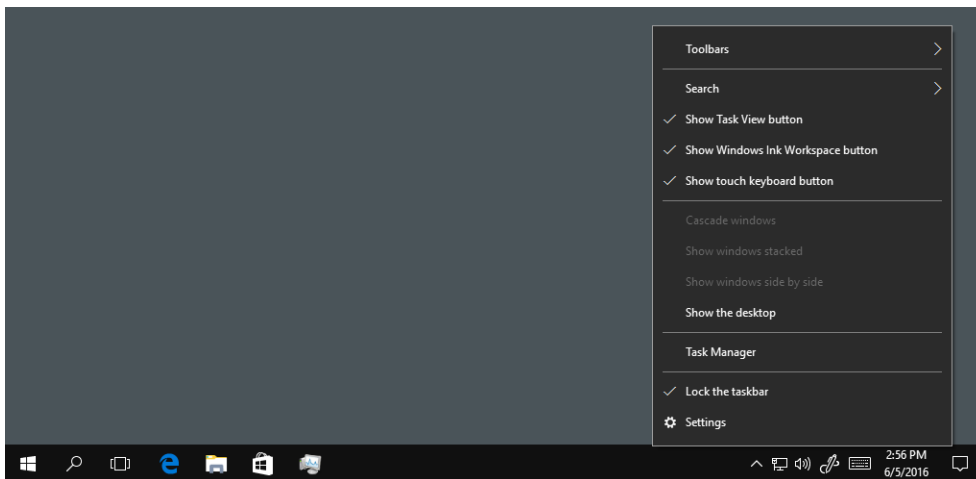 Toolbars
Search
Show Task View button
Show Windows Ink Workspace button
Show touch keyboard button
Cascade windows
Show windows stacked
Show windows side by side
Show the desktop
Task Manager
Lock the taskbar
Settings
2:56 PM
6/5/2016